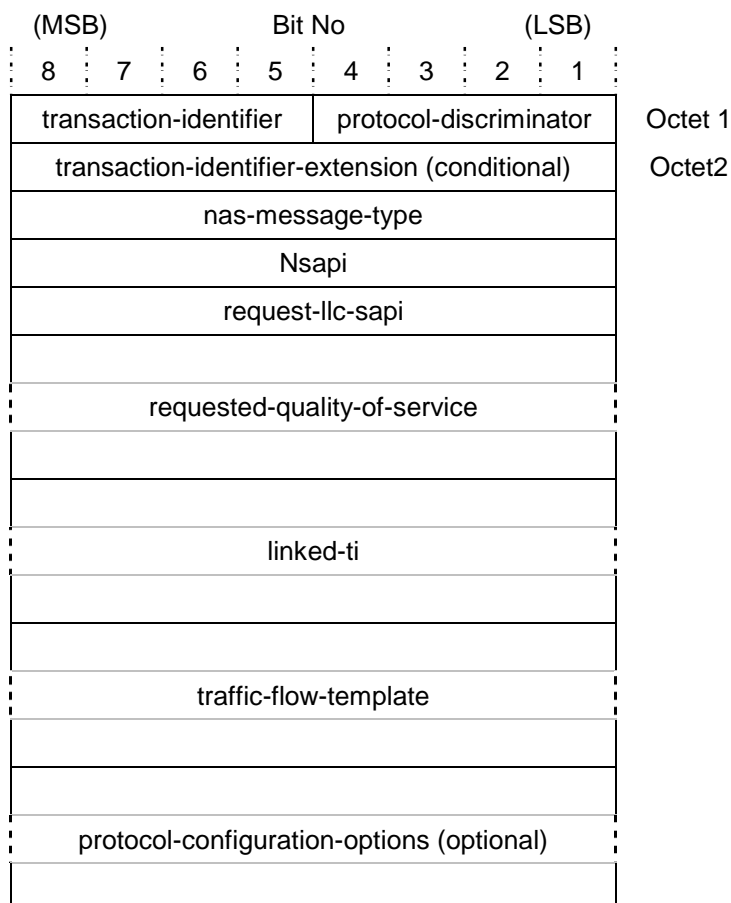 (MSB) Bit No (LSB)
8 7 6 5 4 3 2 1
transaction-identifier protocol-discriminator Octet 1
transaction-identifier-extension (conditional) Octet2
nas-message-type
Nsapi
request-llc-sapi
requested-quality-of-service
linked-ti
traffic-flow-template
protocol-configuration-options (optional)